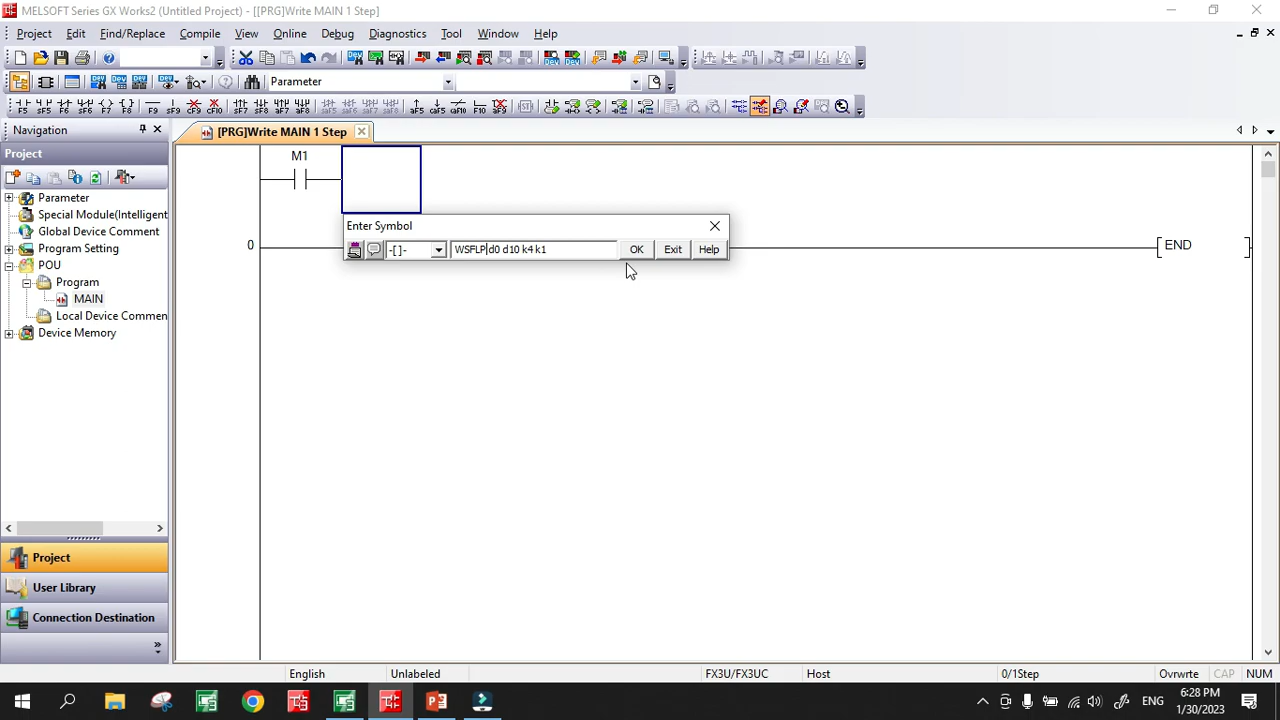 MELSOFT Series GX Works2 (Untitled Project) - [[PRG]Write MAIN 1 Step]
Project Edit Find/Replace Compile View Online Debug Diagnostics Tool Window Help
Parameter
Navigation
[PRG]Write MAIN 1 Step
Project
Parameter
Special Module(Intelligent
Global Device Comment
Program Setting
POU
Program
MAIN
Local Device Commen
Device Memory
M1
Enter Symbol
-[ ]- WSFLP d0 d10 k4 k1 OK Exit Help
0 END
Project
User Library
Connection Destination
English Unlabeled FX3U/FX3UC Host 0/1Step Ovrwrte CAP NUM
ENG 6:28 PM
1/30/2023